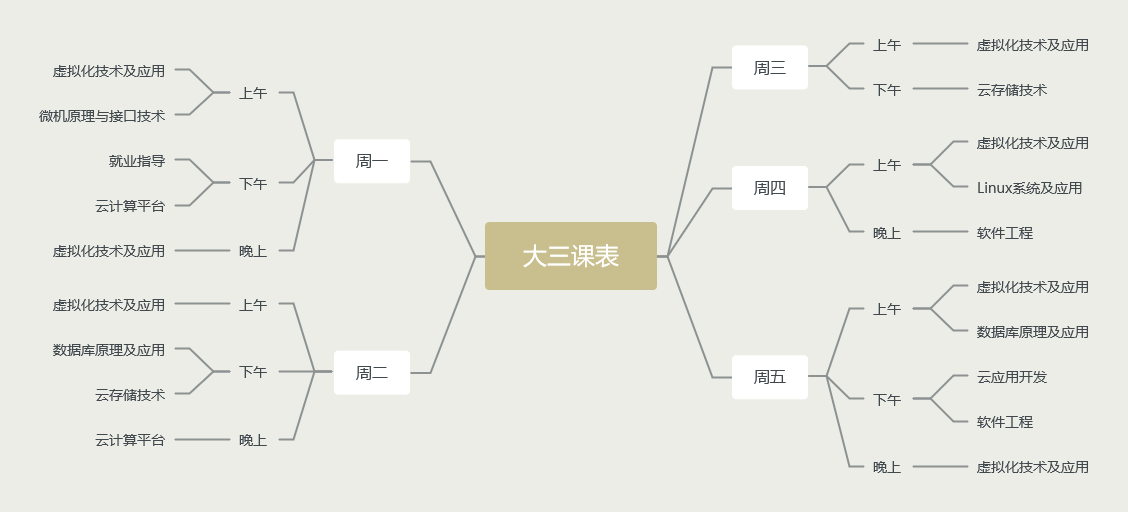 大三课表
周一
上午
虚拟化技术及应用
微机原理与接口技术
下午
就业指导
云计算平台
晚上
虚拟化技术及应用
周二
上午
虚拟化技术及应用
下午
数据库原理及应用
云存储技术
晚上
云计算平台
周三
上午
虚拟化技术及应用
下午
云存储技术
周四
上午
虚拟化技术及应用
Linux系统及应用
晚上
软件工程
周五
上午
虚拟化技术及应用
数据库原理及应用
下午
云应用开发
软件工程
晚上
虚拟化技术及应用